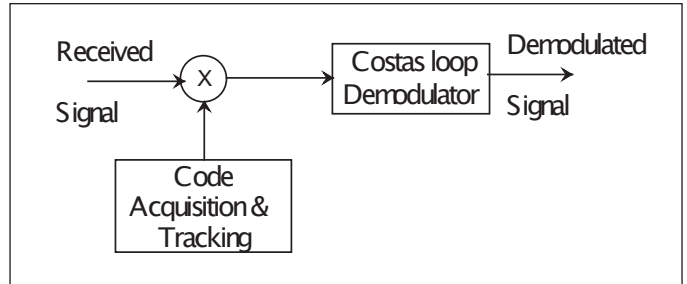 Received
Signal
X
Costas loop
Demodulator
Demodulated
Signal
Code
Acquisition &
Tracking